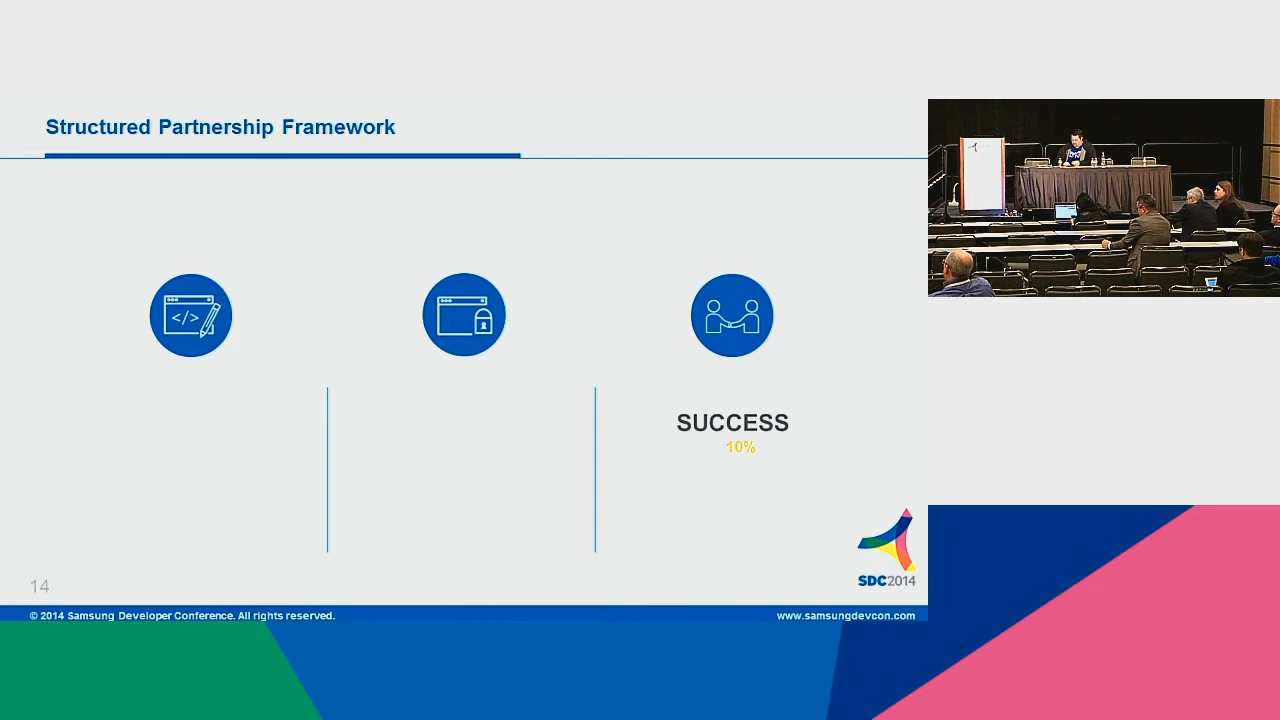 Structured Partnership Framework
</>
SUCCESS
10%
SDC2014
14
© 2014 Samsung Developer Conference. All rights reserved.
www.samsungdevcon.com